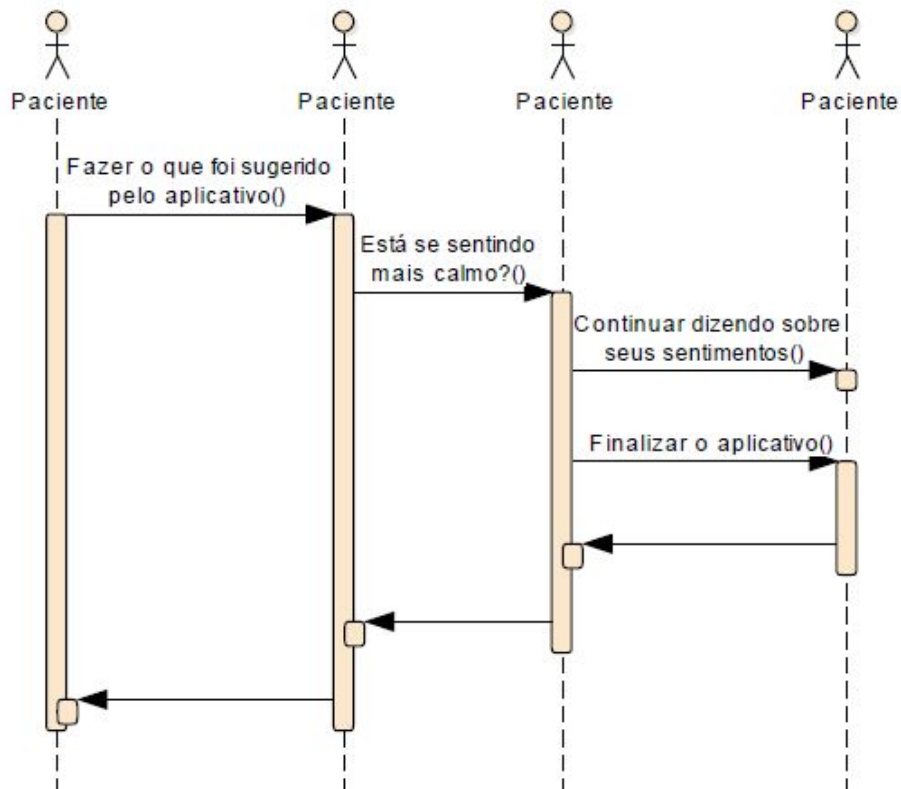 Paciente
Paciente
Paciente
Paciente
Fazer o que foi sugerido
pelo aplicativo()
Está se sentindo
mais calmo?()
Continuar dizendo sobre
seus sentimentos()
Finalizar o aplicativo()